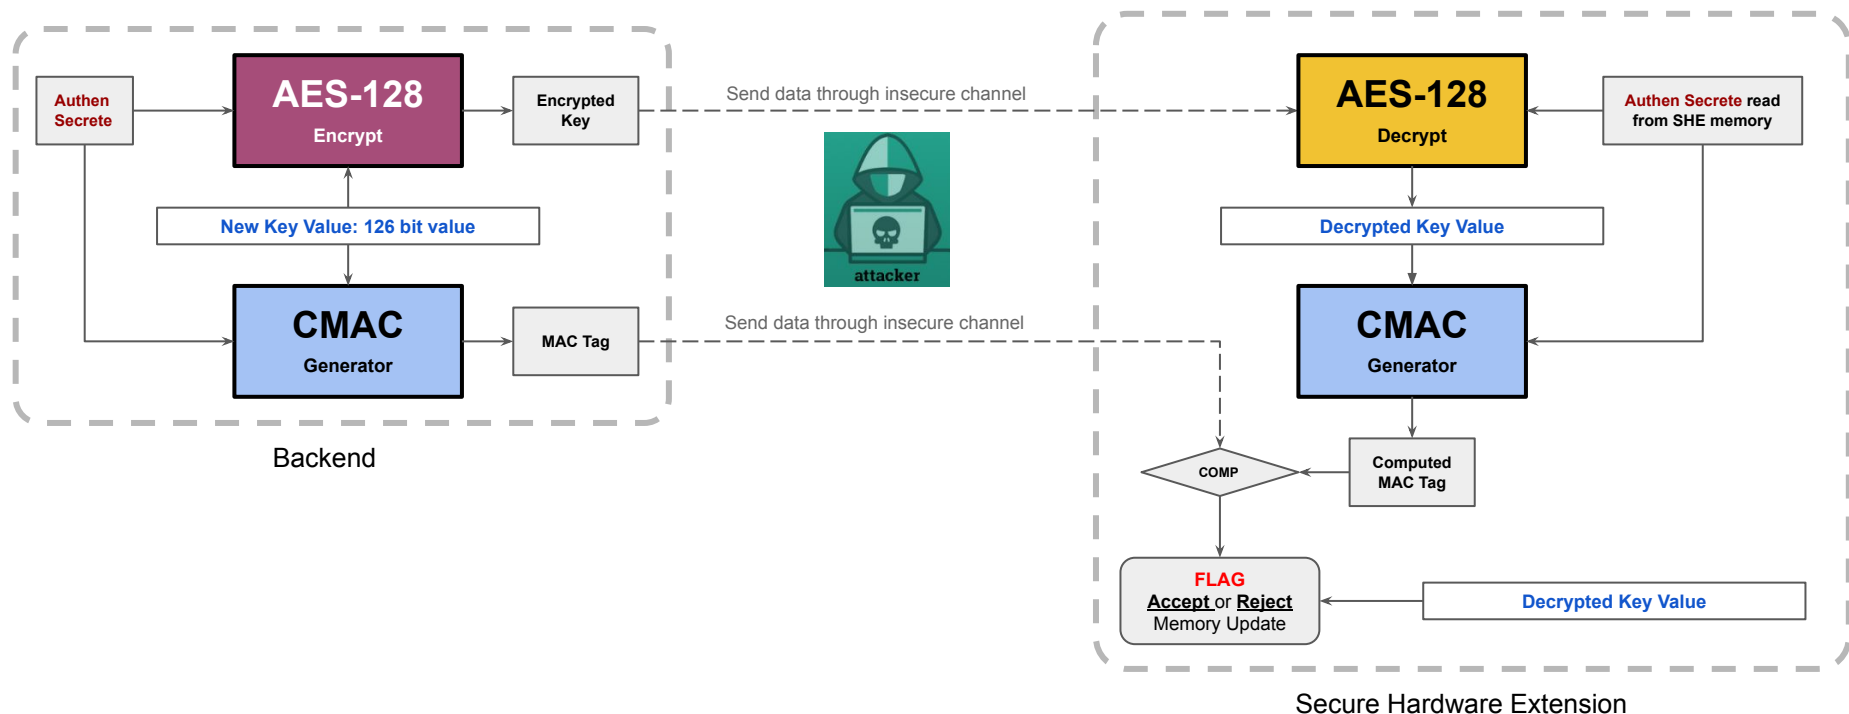 Authen
Secrete
AES-128
Encrypt
Encrypted
Key
New Key Value: 126 bit value
CMAC
Generator
MAC Tag
Backend
Send data through insecure channel
attacker
Send data through insecure channel
AES-128
Decrypt
Authen Secrete read
from SHE memory
Decrypted Key Value
CMAC
Generator
COMP
Computed
MAC Tag
FLAG
Accept or Reject
Memory Update
Decrypted Key Value
Secure Hardware Extension